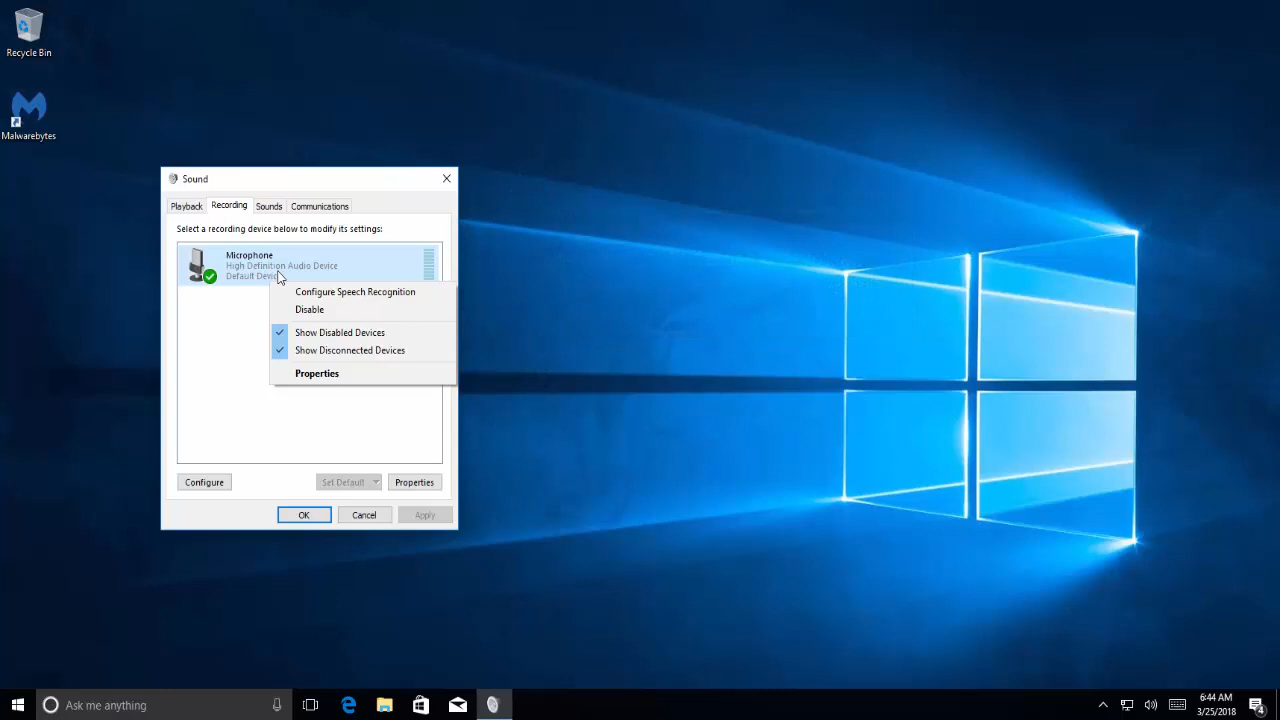 Recycle Bin
Malwarebytes
Sound
Playback
Recording
Sounds
Communications
Select a recording device below to modify its settings:
Microphone
High Definition Audio Device
Default Devi
Configure Speech Recognition
Disable
Show Disabled Devices
Show Disconnected Devices
Properties
Configure
Set Default
Properties
OK
Cancel
Apply
Ask me anything
6:44 AM
3/25/2018
4